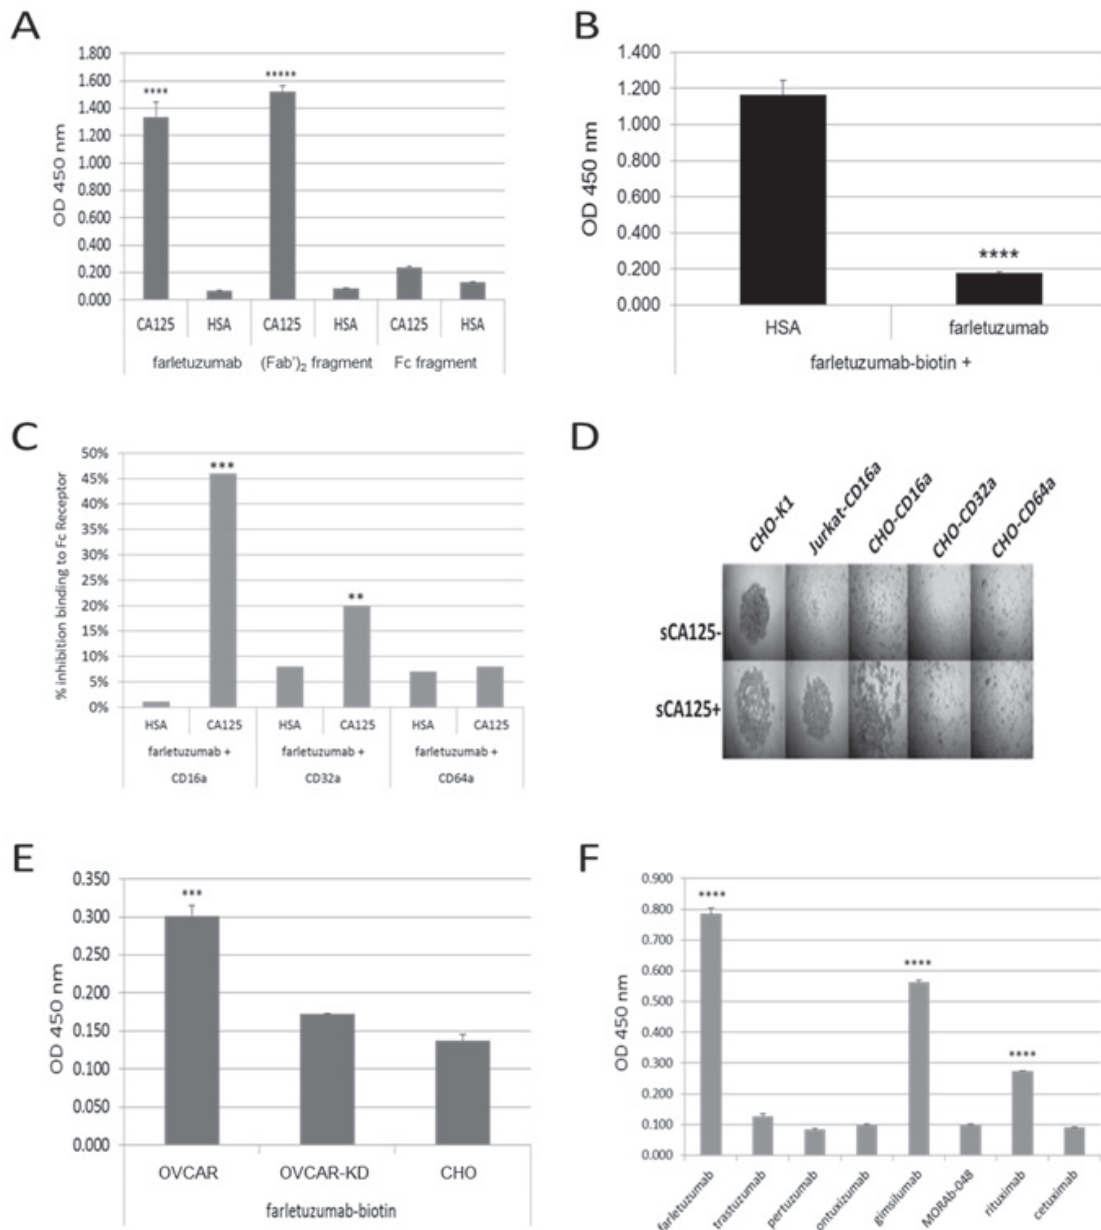 A
1.800
1.600
1.400
1.200
1.000
0.800
0.600
0.400
0.200
0.000
OD 450 nm
****
*****
CA125 HSA CA125 HSA CA125 HSA
farletuzumab (Fab')₂ fragment Fc fragment
B
1.400
1.200
1.000
0.800
0.600
0.400
0.200
0.000
OD 450 nm
****
HSA farletuzumab
farletuzumab-biotin +
C
50%
45%
40%
35%
30%
25%
20%
15%
10%
5%
0%
% inhibition binding to Fc Receptor
***
**
HSA CA125 HSA CA125 HSA CA125
farletuzumab + farletuzumab + farletuzumab +
CD16a CD32a CD64a
D
CHO-K1
Jurkat-CD16a
CHO-CD16a
CHO-CD32a
CHO-CD64a
sCA125-
sCA125+
E
0.350
0.300
0.250
0.200
0.150
0.100
0.050
0.000
OD 450 nm
***
OVCAR OVCAR-KD CHO
farletuzumab-biotin
F
0.900
0.800
0.700
0.600
0.500
0.400
0.300
0.200
0.100
0.000
OD 450 nm
****
****
****
farletuzumab
trastuzumab
pertuzumab
ontuxizumab
gimsilumab
MORAb-048
rituximab
cetuximab